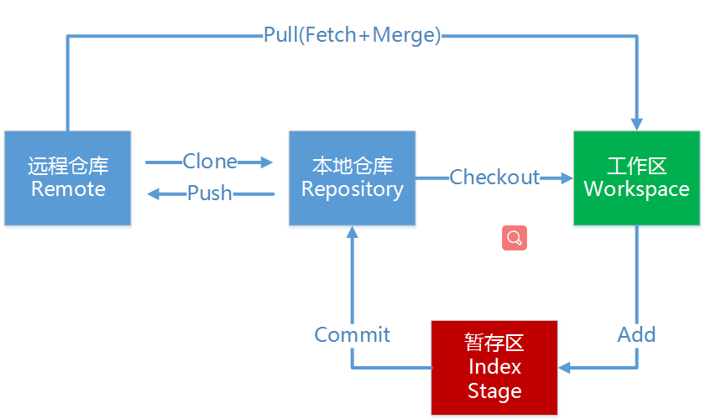 Pull(Fetch+Merge)
远程仓库
Remote
Clone
Push
本地仓库
Repository
Checkout
工作区
Workspace
Commit
暂存区
Index
Stage
Add